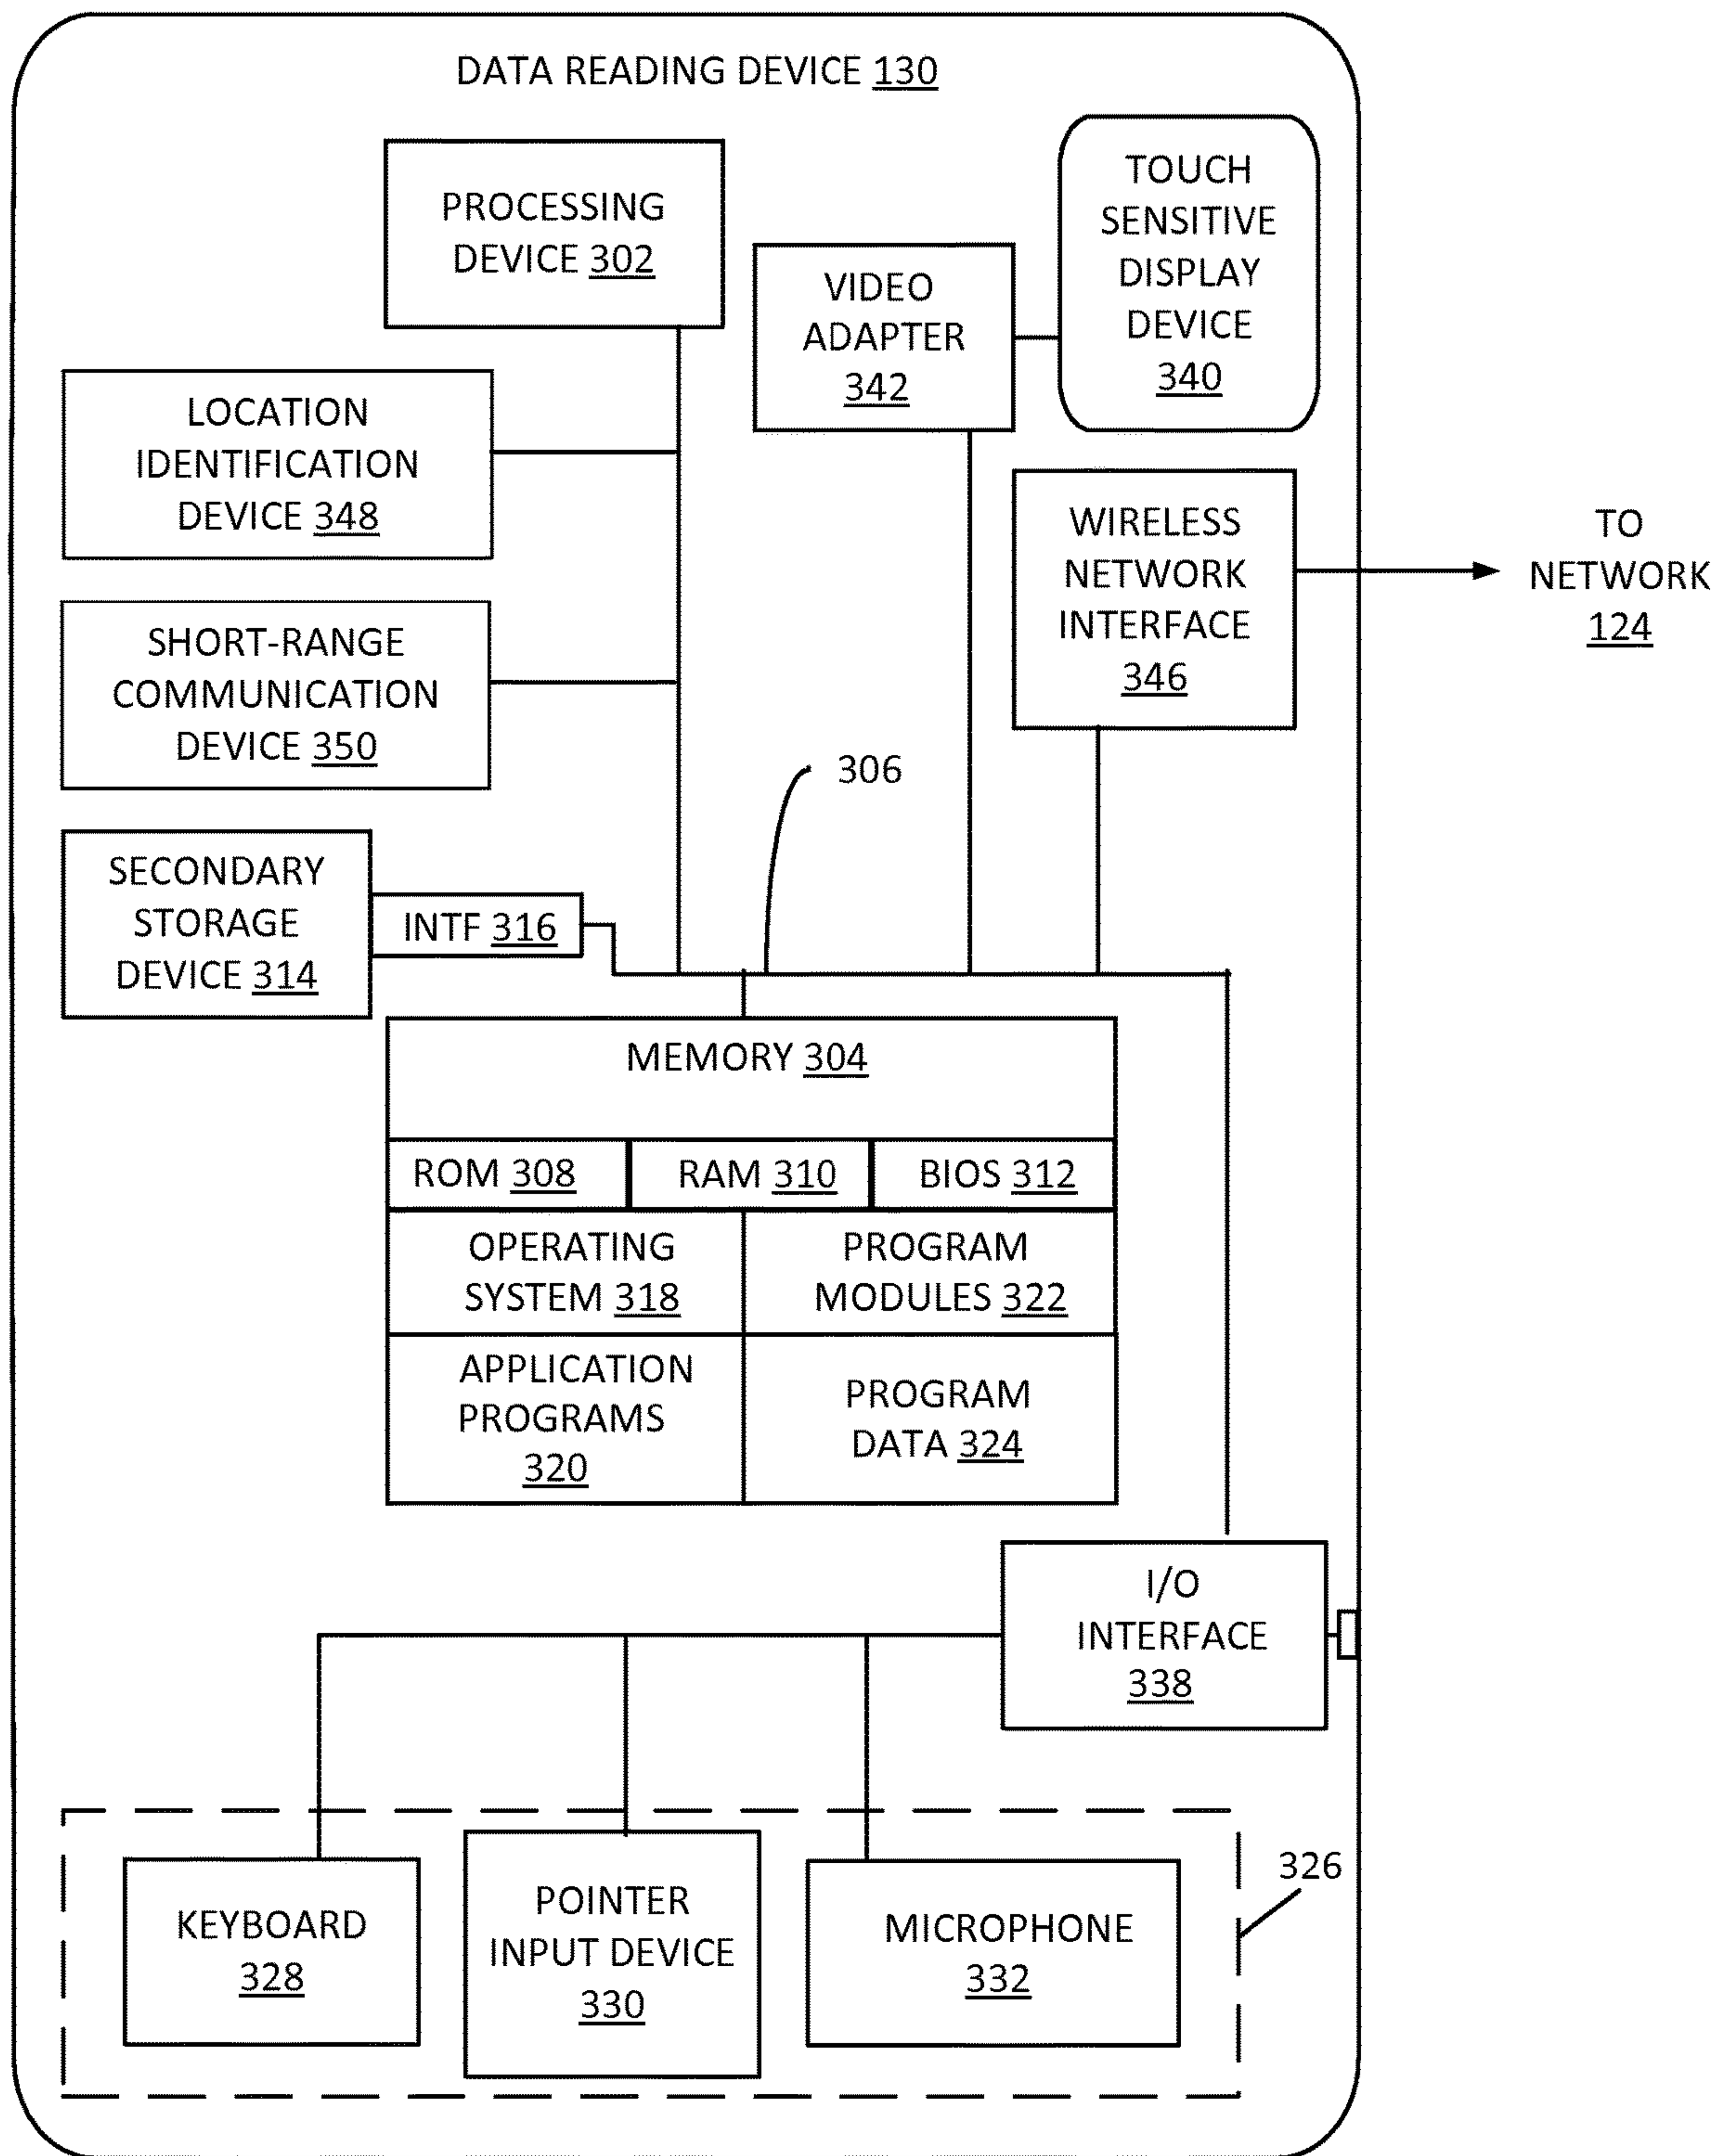 DATA READING DEVICE 130
PROCESSING
DEVICE 302
VIDEO
ADAPTER
342
TOUCH
SENSITIVE
DISPLAY
DEVICE
340
LOCATION
IDENTIFICATION
DEVICE 348
WIRELESS
NETWORK
INTERFACE
346
TO
NETWORK
124
SHORT-RANGE
COMMUNICATION
DEVICE 350
306
SECONDARY
STORAGE
DEVICE 314
INTF 316
MEMORY 304
ROM 308
RAM 310
BIOS 312
OPERATING
SYSTEM 318
PROGRAM
MODULES 322
APPLICATION
PROGRAMS
320
PROGRAM
DATA 324
I/O
INTERFACE
338
326
KEYBOARD
328
POINTER
INPUT DEVICE
330
MICROPHONE
332